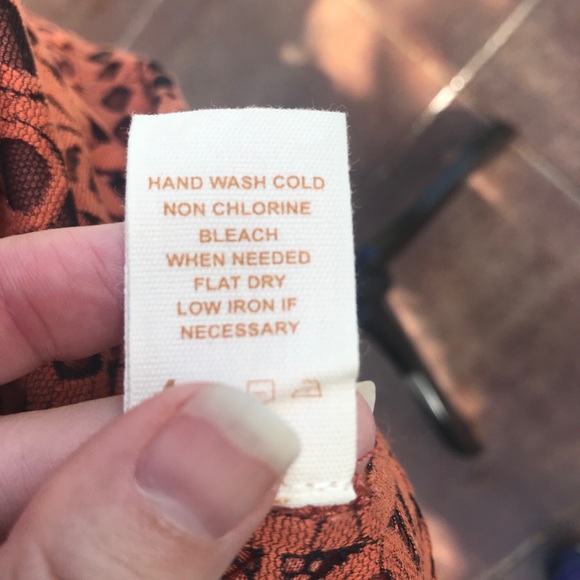 HAND WASH COLD
NON CHLORINE
BLEACH
WHEN NEEDED
FLAT DRY
LOW IRON IF
NECESSARY